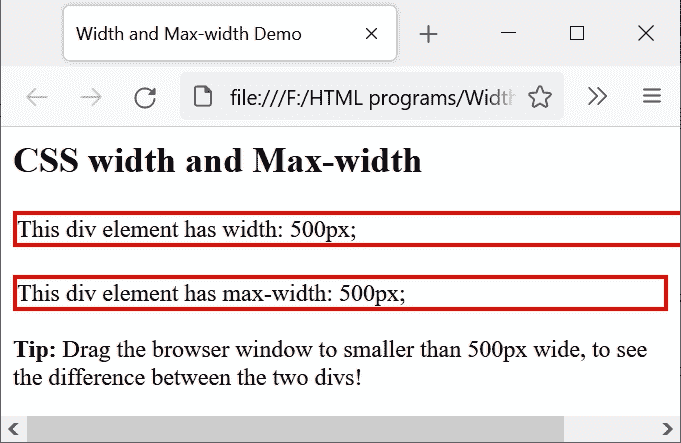 Width and Max-width Demo
file:///F:/HTML programs/Width
CSS width and Max-width
This div element has width: 500px;
This div element has max-width: 500px;
Tip: Drag the browser window to smaller than 500px wide, to see
the difference between the two divs!